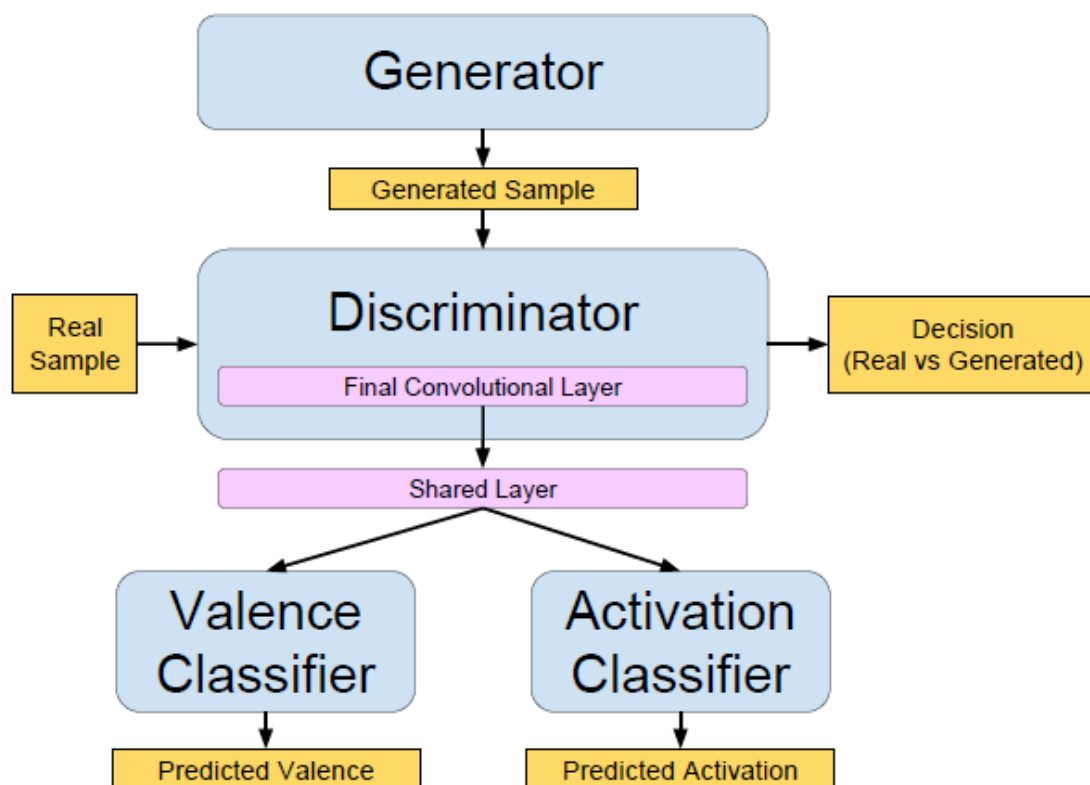 Generator
Generated Sample
Real
Sample
Discriminator
Final Convolutional Layer
Decision
(Real vs Generated)
Shared Layer
Valence
Classifier
Activation
Classifier
Predicted Valence
Predicted Activation